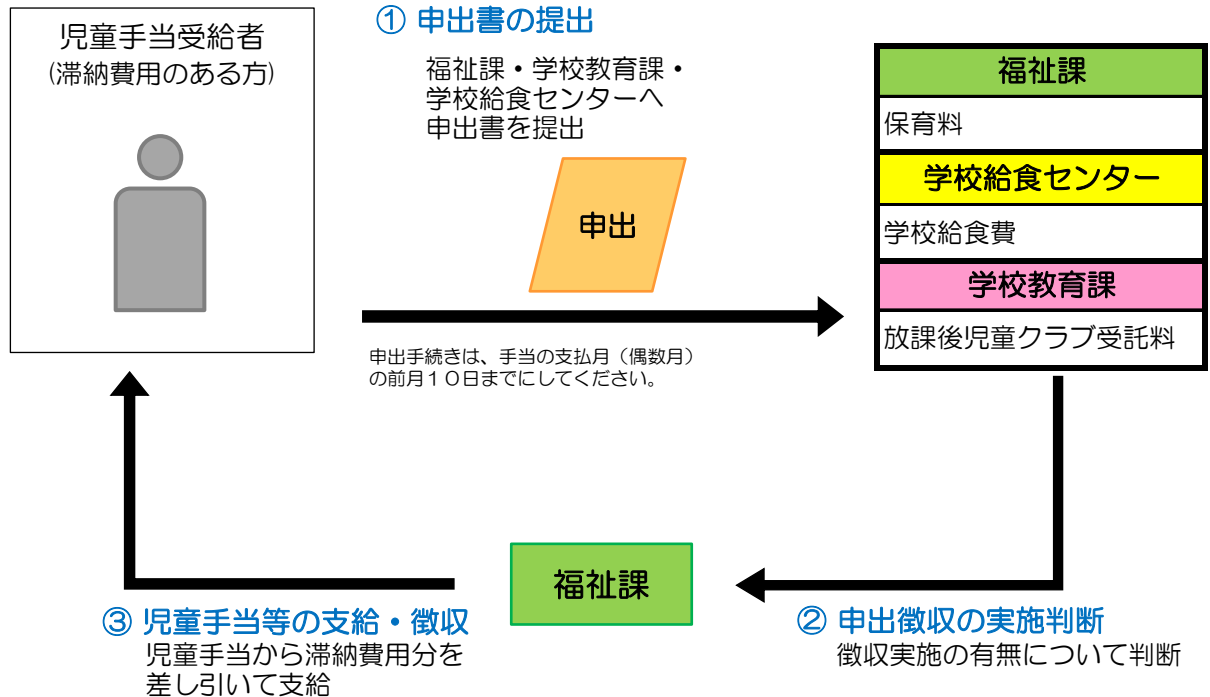 児童手当受給者
(滞納費用のある方)
① 申出書の提出
福祉課・学校教育課・
学校給食センターへ
申出書を提出
申出
申出手続きは、手当の支払月（偶数月）
の前月１０日までにしてください。
福祉課
保育料
学校給食センター
学校給食費
学校教育課
放課後児童クラブ受託料
② 申出徴収の実施判断
徴収実施の有無について判断
福祉課
③ 児童手当等の支給・徴収
児童手当から滞納費用分を
差し引いて支給